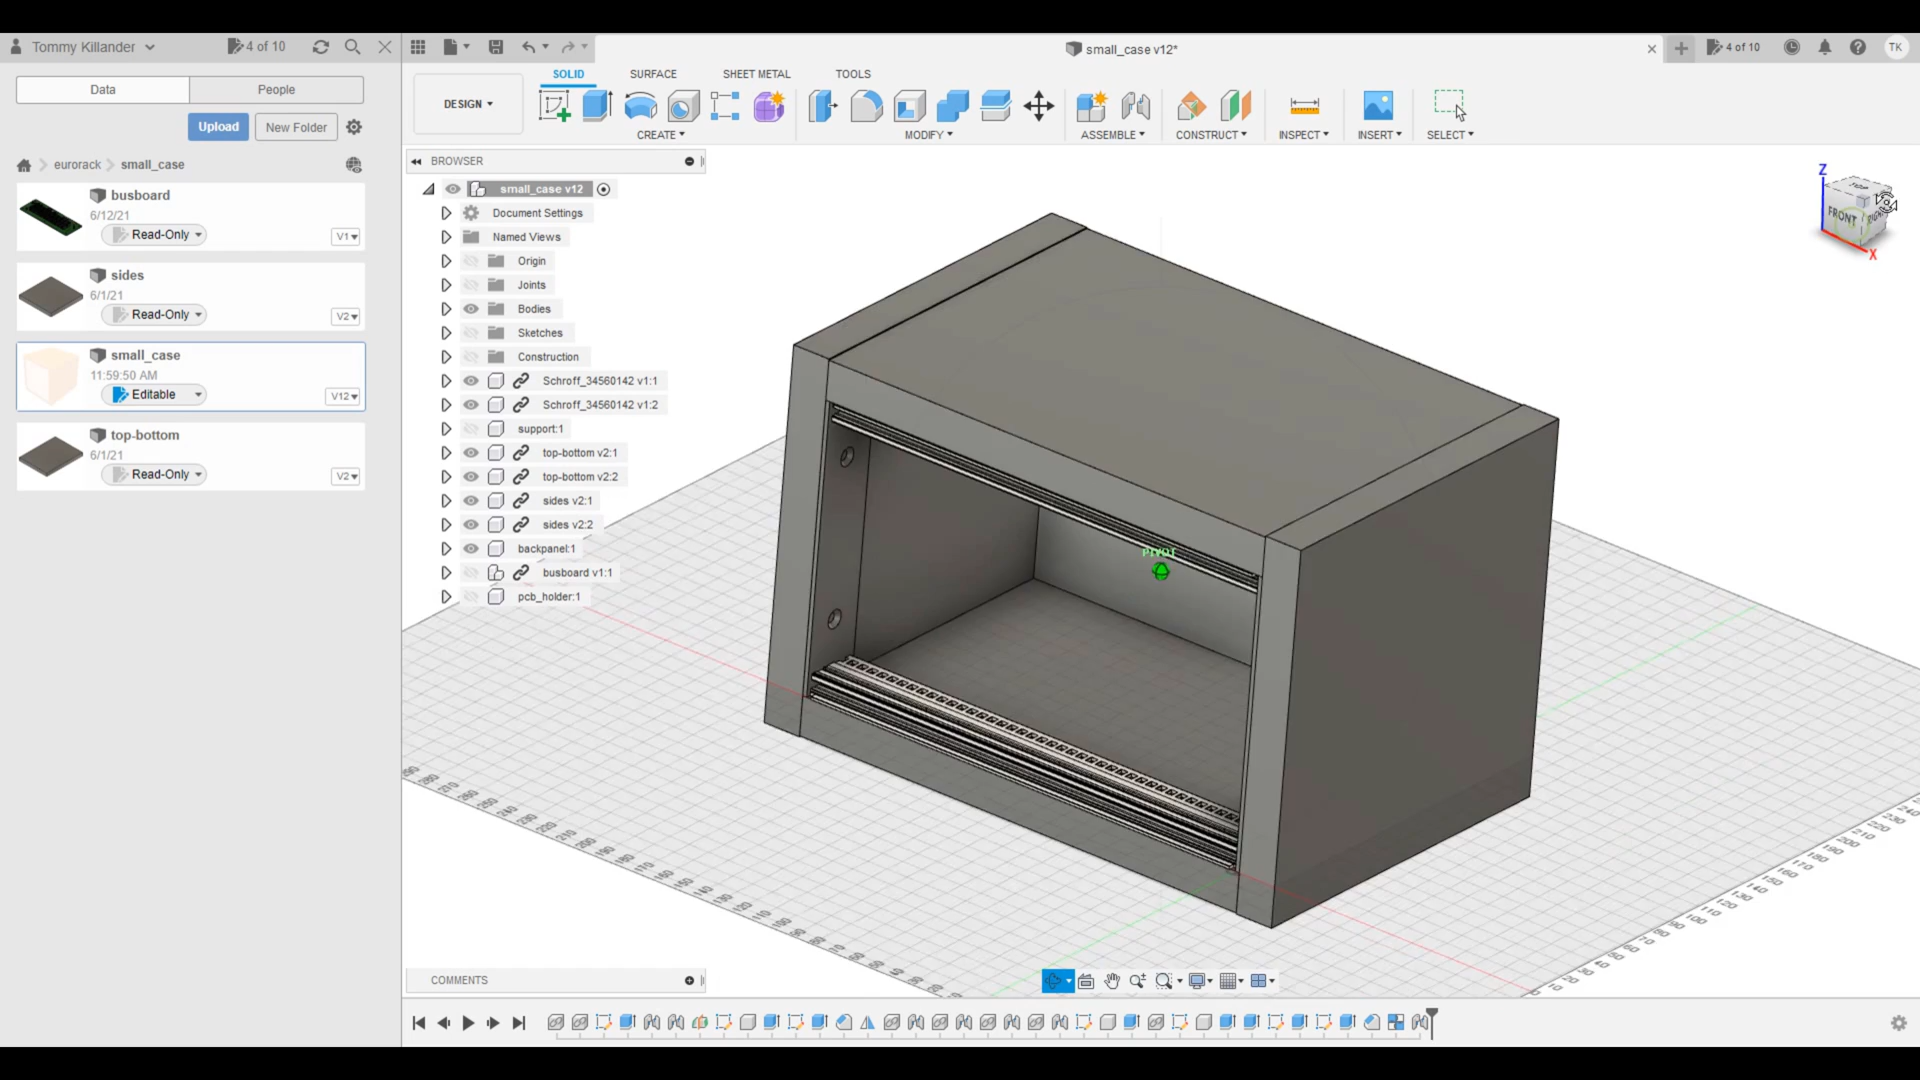 Tommy Killander
4 of 10
small_case v12*
4 of 10
TK
Data
People
Upload
New Folder
eurorack
small_case
busboard
6/12/21
Read-Only
V1
sides
6/1/21
Read-Only
V2
small_case
11:59:50 AM
Editable
V12
top-bottom
6/1/21
Read-Only
V2
SOLID
SURFACE
SHEET METAL
TOOLS
DESIGN
CREATE
MODIFY
ASSEMBLE
CONSTRUCT
INSPECT
INSERT
SELECT
BROWSER
small_case v12
Document Settings
Named Views
Origin
Joints
Bodies
Sketches
Construction
Schroff_34560142 v1:1
Schroff_34560142 v1:2
support:1
top-bottom v2:1
top-bottom v2:2
sides v2:1
sides v2:2
backpanel:1
busboard v1:1
pcb_holder:1
Z
TOP
FRONT
RIGHT
X
PIVOT
COMMENTS